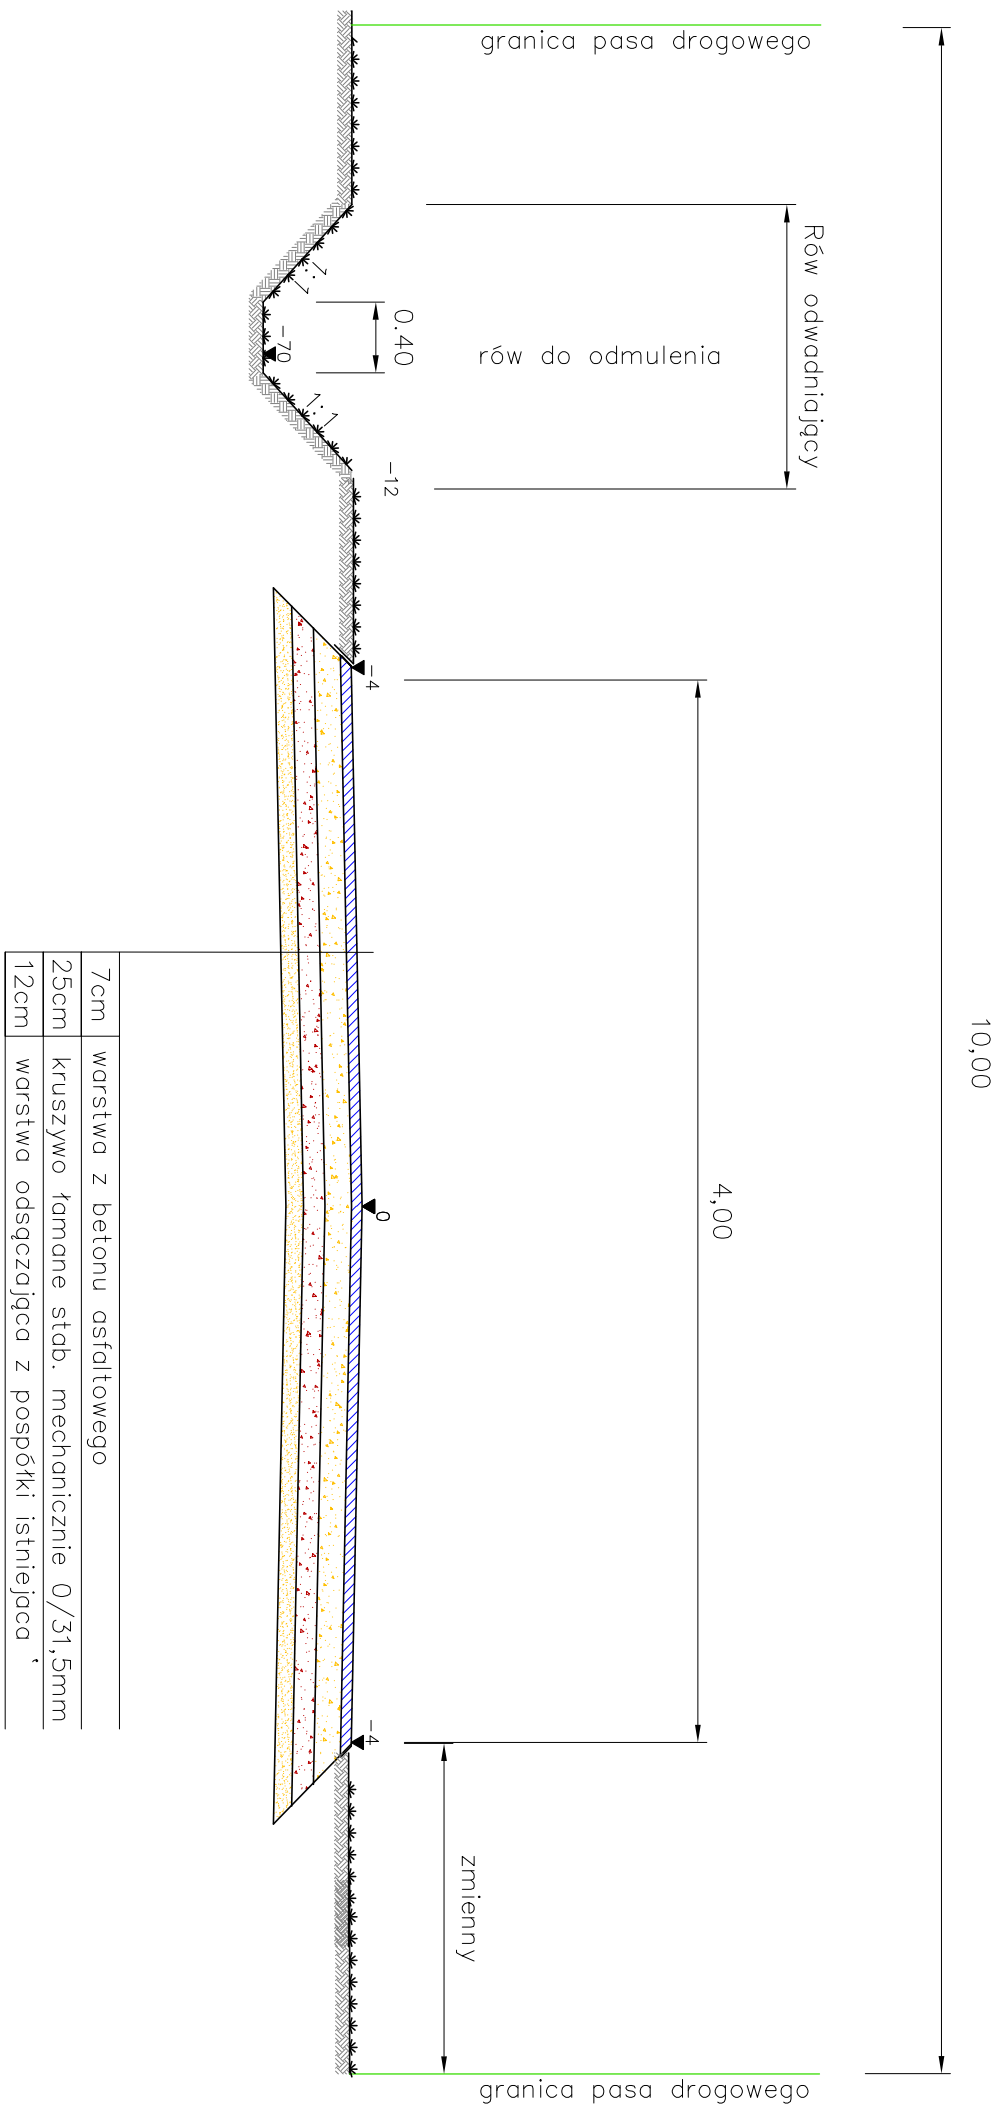 granica pasa drogowego
10,00
Rów odwadniający
rów do odmulenia
0.40
1:1
-70
1:1
-12
-4
4,00
0
-4
zmienny
7cm warstwa z betonu asfaltowego
25cm kruszywo łamane stab. mechanicznie 0/31,5mm
12cm warstwa odsączająca z pospółki istniejaca
granica pasa drogowego